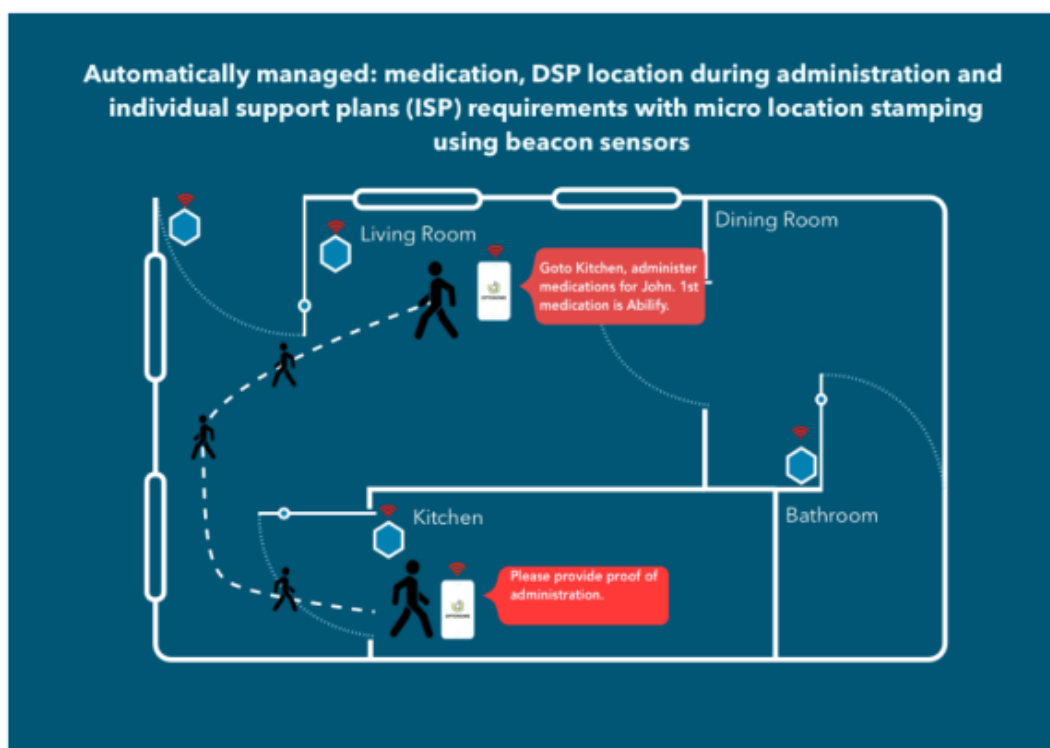 Automatically managed: medication, DSP location during administration and
individual support plans (ISP) requirements with micro location stamping
using beacon sensors
Living Room
Dining Room
Goto Kitchen, administer
medications for John. 1st
medication is Abilify.
Kitchen
Bathroom
Please provide proof of
administration.